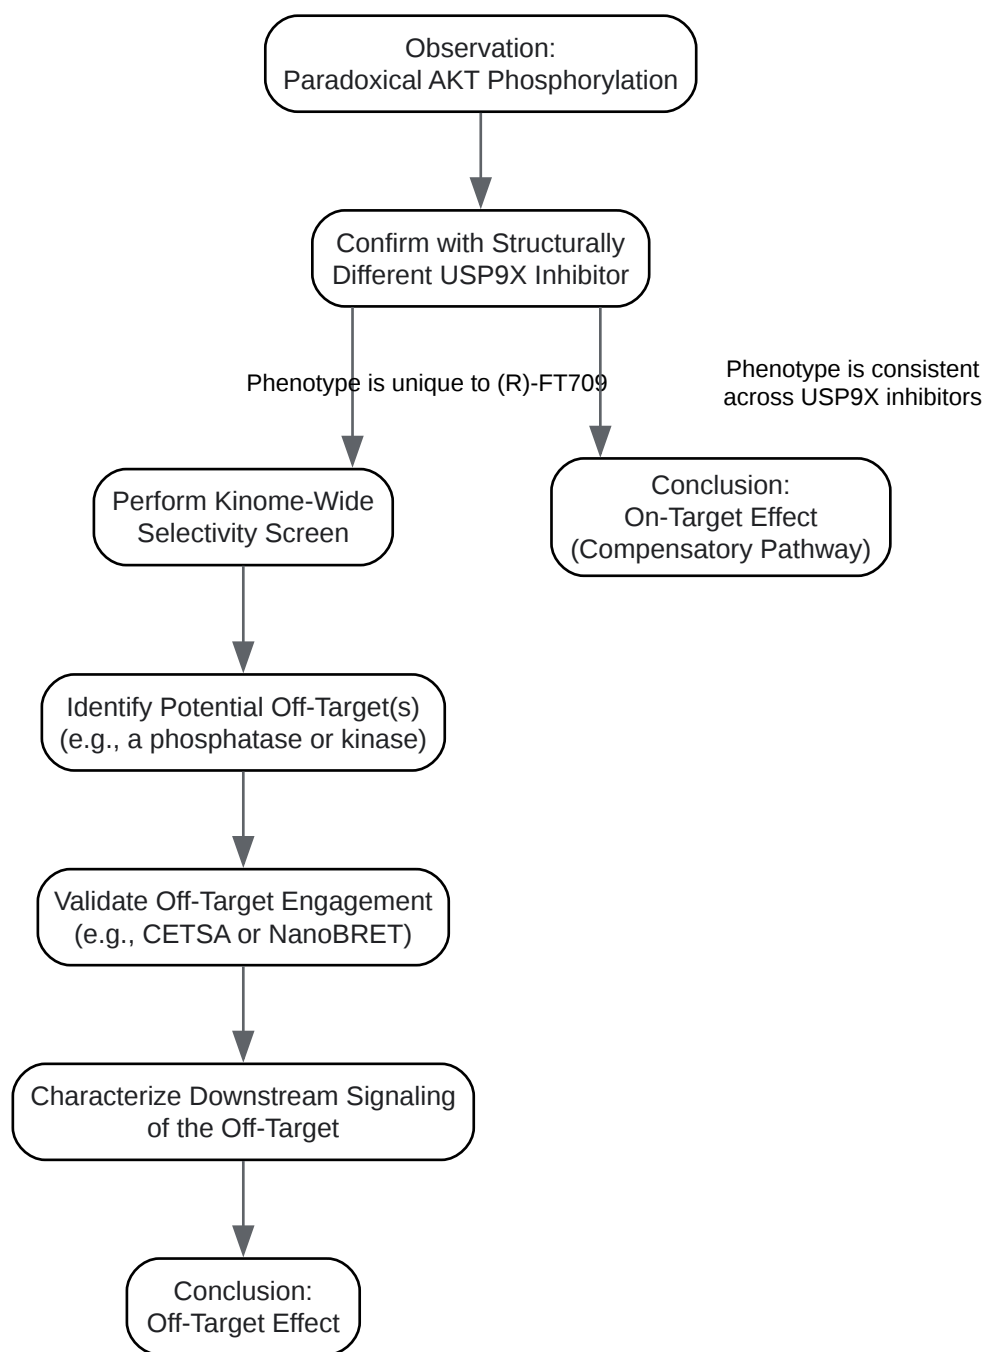 Observation:
Paradoxical AKT Phosphorylation
Confirm with Structurally
Different USP9X Inhibitor
Phenotype is unique to (R)-FT709
Phenotype is consistent
across USP9X inhibitors
Perform Kinome-Wide
Selectivity Screen
Conclusion:
On-Target Effect
(Compensatory Pathway)
Identify Potential Off-Target(s)
(e.g., a phosphatase or kinase)
Validate Off-Target Engagement
(e.g., CETSA or NanoBRET)
Characterize Downstream Signaling
of the Off-Target
Conclusion:
Off-Target Effect